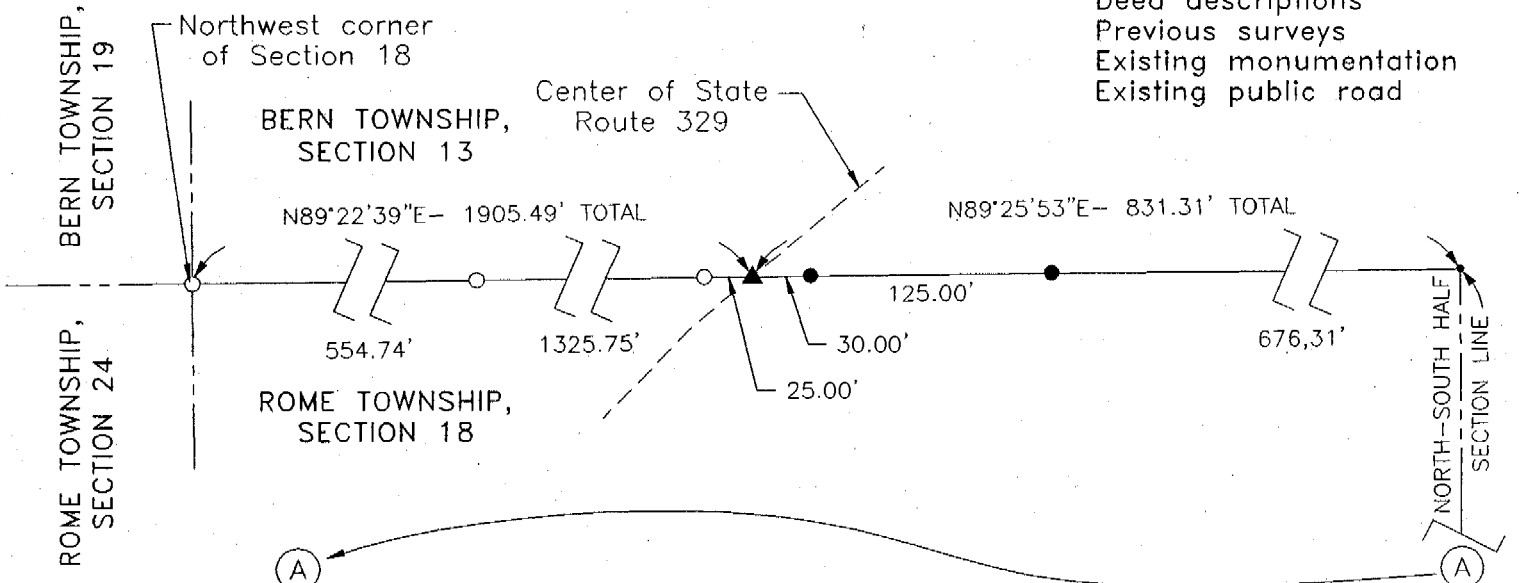 Deed descriptions
Previous surveys
Existing monumentation
Existing public road
Northwest corner
of Section 18
BERN TOWNSHIP,
SECTION 19
BERN TOWNSHIP,
SECTION 13
Center of State
Route 329
N89°22'39"E- 1905.49' TOTAL
N89°25'53"E- 831.31' TOTAL
125.00'
554.74'
1325.75'
30.00'
676,31'
25.00'
ROME TOWNSHIP,
SECTION 24
ROME TOWNSHIP,
SECTION 18
NORTH-SOUTH HALF
SECTION LINE
A
A